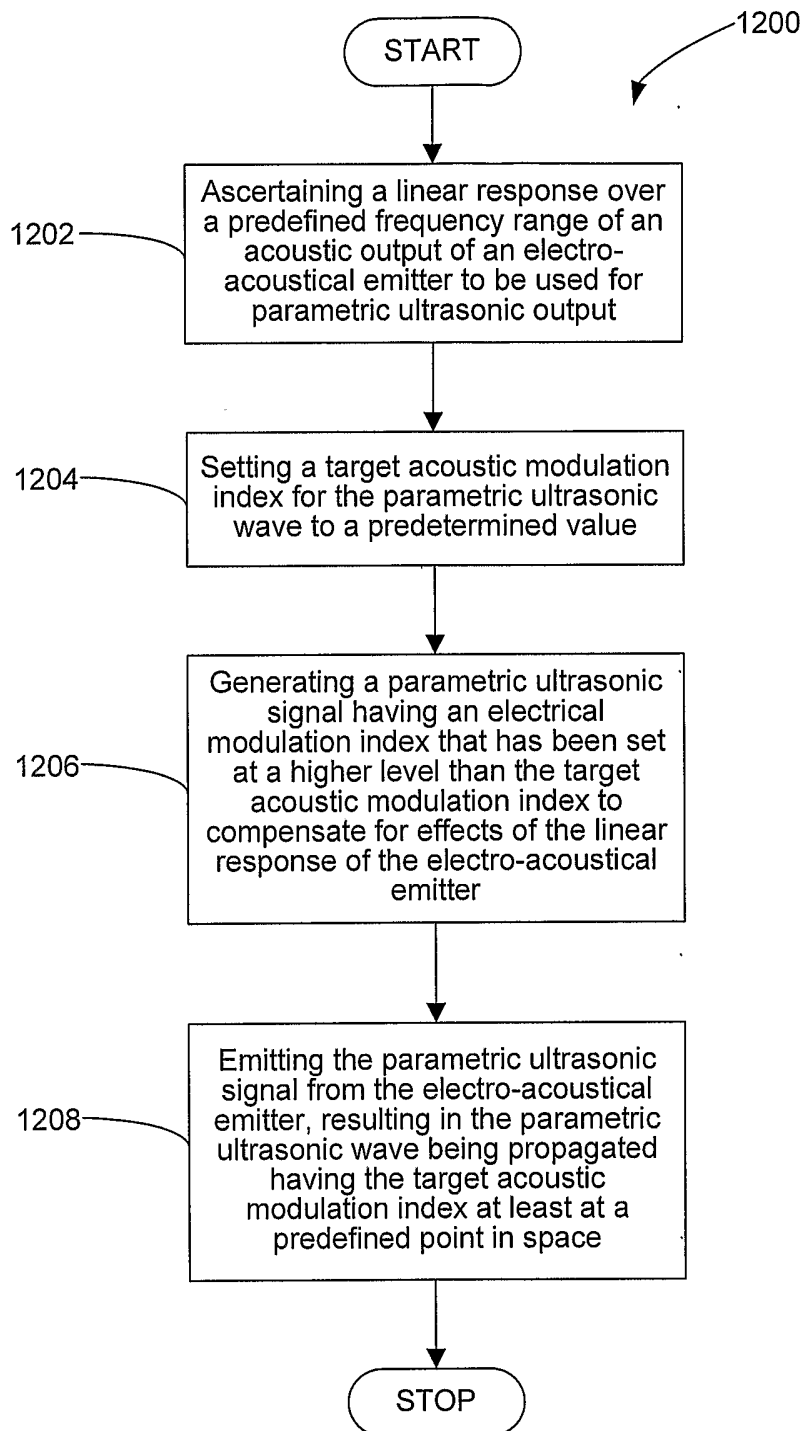 1200
START
1202
Ascertaining a linear response over
a predefined frequency range of an
acoustic output of an electro-
acoustical emitter to be used for
parametric ultrasonic output
1204
Setting a target acoustic modulation
index for the parametric ultrasonic
wave to a predetermined value
1206
Generating a parametric ultrasonic
signal having an electrical
modulation index that has been set
at a higher level than the target
acoustic modulation index to
compensate for effects of the linear
response of the electro-acoustical
emitter
1208
Emitting the parametric ultrasonic
signal from the electro-acoustical
emitter, resulting in the parametric
ultrasonic wave being propagated
having the target acoustic
modulation index at least at a
predefined point in space
STOP